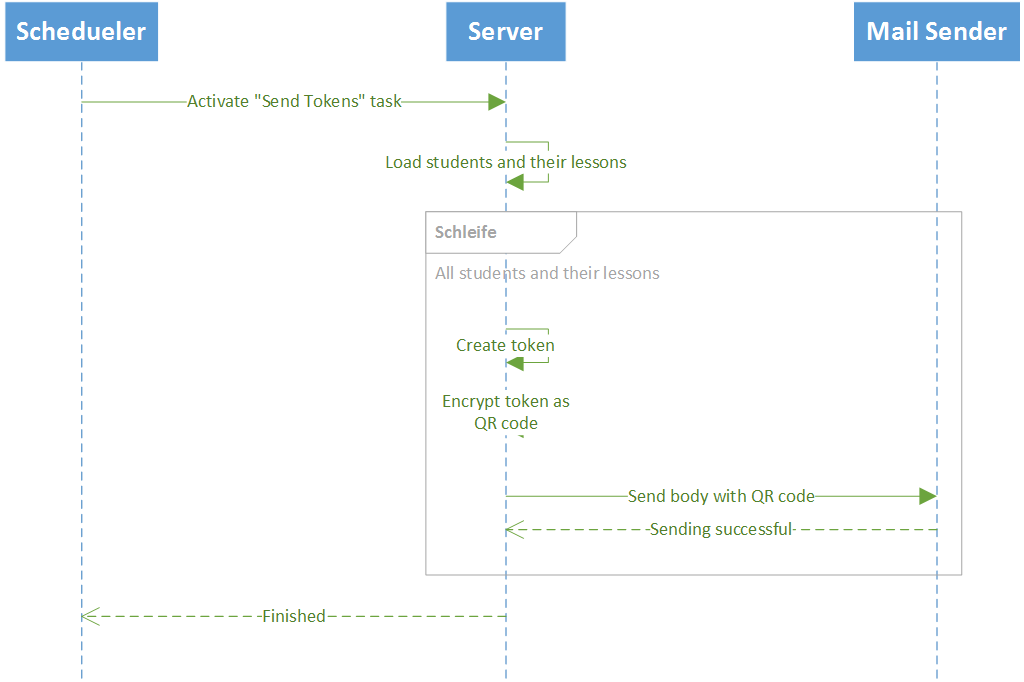 Schedueler
Server
Mail Sender
Activate "Send Tokens" task
Load students and their lessons
Schleife
All students and their lessons
Create token
Encrypt token as
QR code
Send body with QR code
Sending successful
Finished